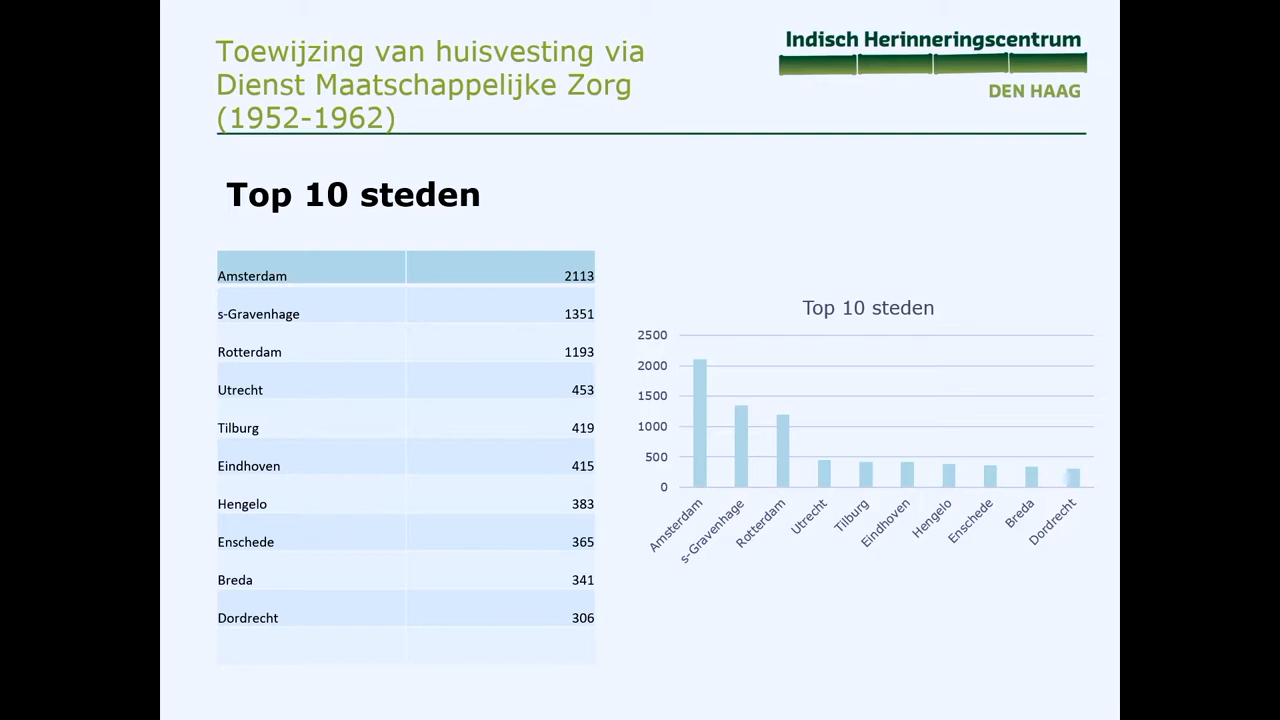 Toewijzing van huisvesting via
Dienst Maatschappelijke Zorg
(1952-1962)
Indisch Herinneringscentrum
DEN HAAG
Top 10 steden
Amsterdam 2113
s-Gravenhage 1351
Rotterdam 1193
Utrecht 453
Tilburg 419
Eindhoven 415
Hengelo 383
Enschede 365
Breda 341
Dordrecht 306
Top 10 steden
2500
2000
1500
1000
500
0
Amsterdam
s-Gravenhage
Rotterdam
Utrecht
Tilburg
Eindhoven
Hengelo
Enschede
Breda
Dordrecht